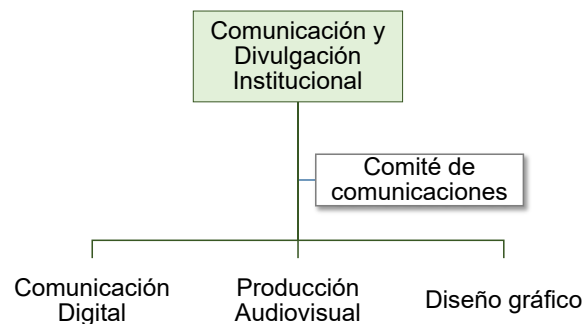 Comunicación y
Divulgación
Institucional
Comité de
comunicaciones
Comunicación
Digital
Producción
Audiovisual
Diseño gráfico